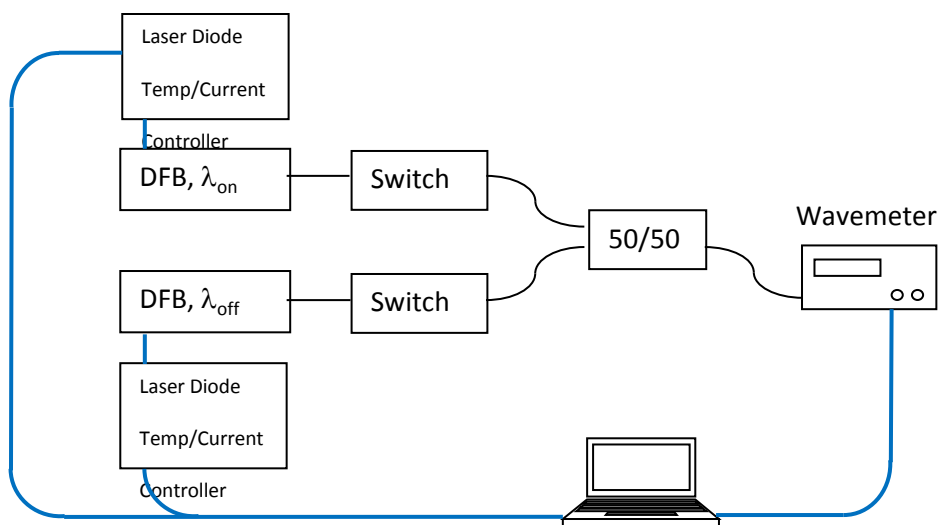 Laser Diode
Temp/Current
Controller
DFB, λon
Switch
Wavemeter
50/50
DFB, λoff
Switch
Laser Diode
Temp/Current
Controller